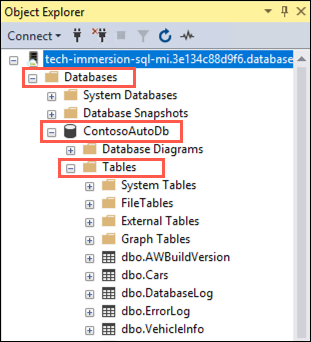 Object Explorer
Connect
tech-immersion-sql-mi.3e134c88d9f6.database
Databases
System Databases
Database Snapshots
ContosoAutoDb
Database Diagrams
Tables
System Tables
FileTables
External Tables
Graph Tables
dbo.AWBuildVersion
dbo.Cars
dbo.DatabaseLog
dbo.ErrorLog
dbo.VehicleInfo